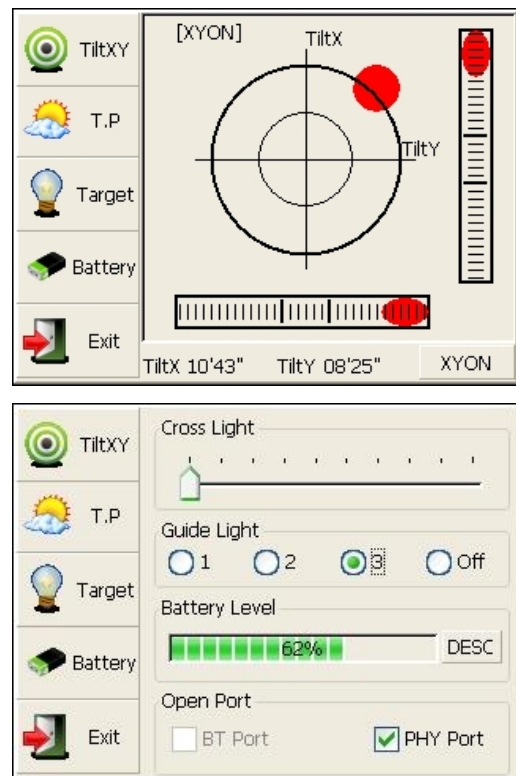 TiltXY
T.P
Target
Battery
Exit
[XYON]
TiltX
TiltY
TiltX 10'43" TiltY 08'25" XYON
TiltXY
T.P
Target
Battery
Exit
Cross Light
Guide Light
1 2 3 Off
Battery Level
62% DESC
Open Port
BT Port PHY Port